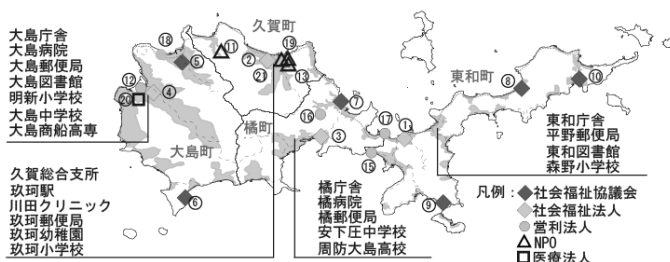 大島庁舎
大島病院
大島郵便局
大島図書館
明新小学校
大島中学校
大島商船高専
久賀町
⑱
⑤
⑪
②
⑲
㉑
⑬
⑫
⑳
④
大島町
橘町
東和町
⑧
⑩
⑦
⑯
③
⑰
①
⑮
⑥
⑨
久賀総合支所
玖珂駅
川田クリニック
玖珂郵便局
玖珂幼稚園
玖珂小学校
橘庁舎
橘病院
橘郵便局
安下圧中学校
周防大島高校
東和庁舎
平野郵便局
東和図書館
森野小学校
凡例：社会福祉協議会
社会福祉法人
営利法人
NPO
医療法人